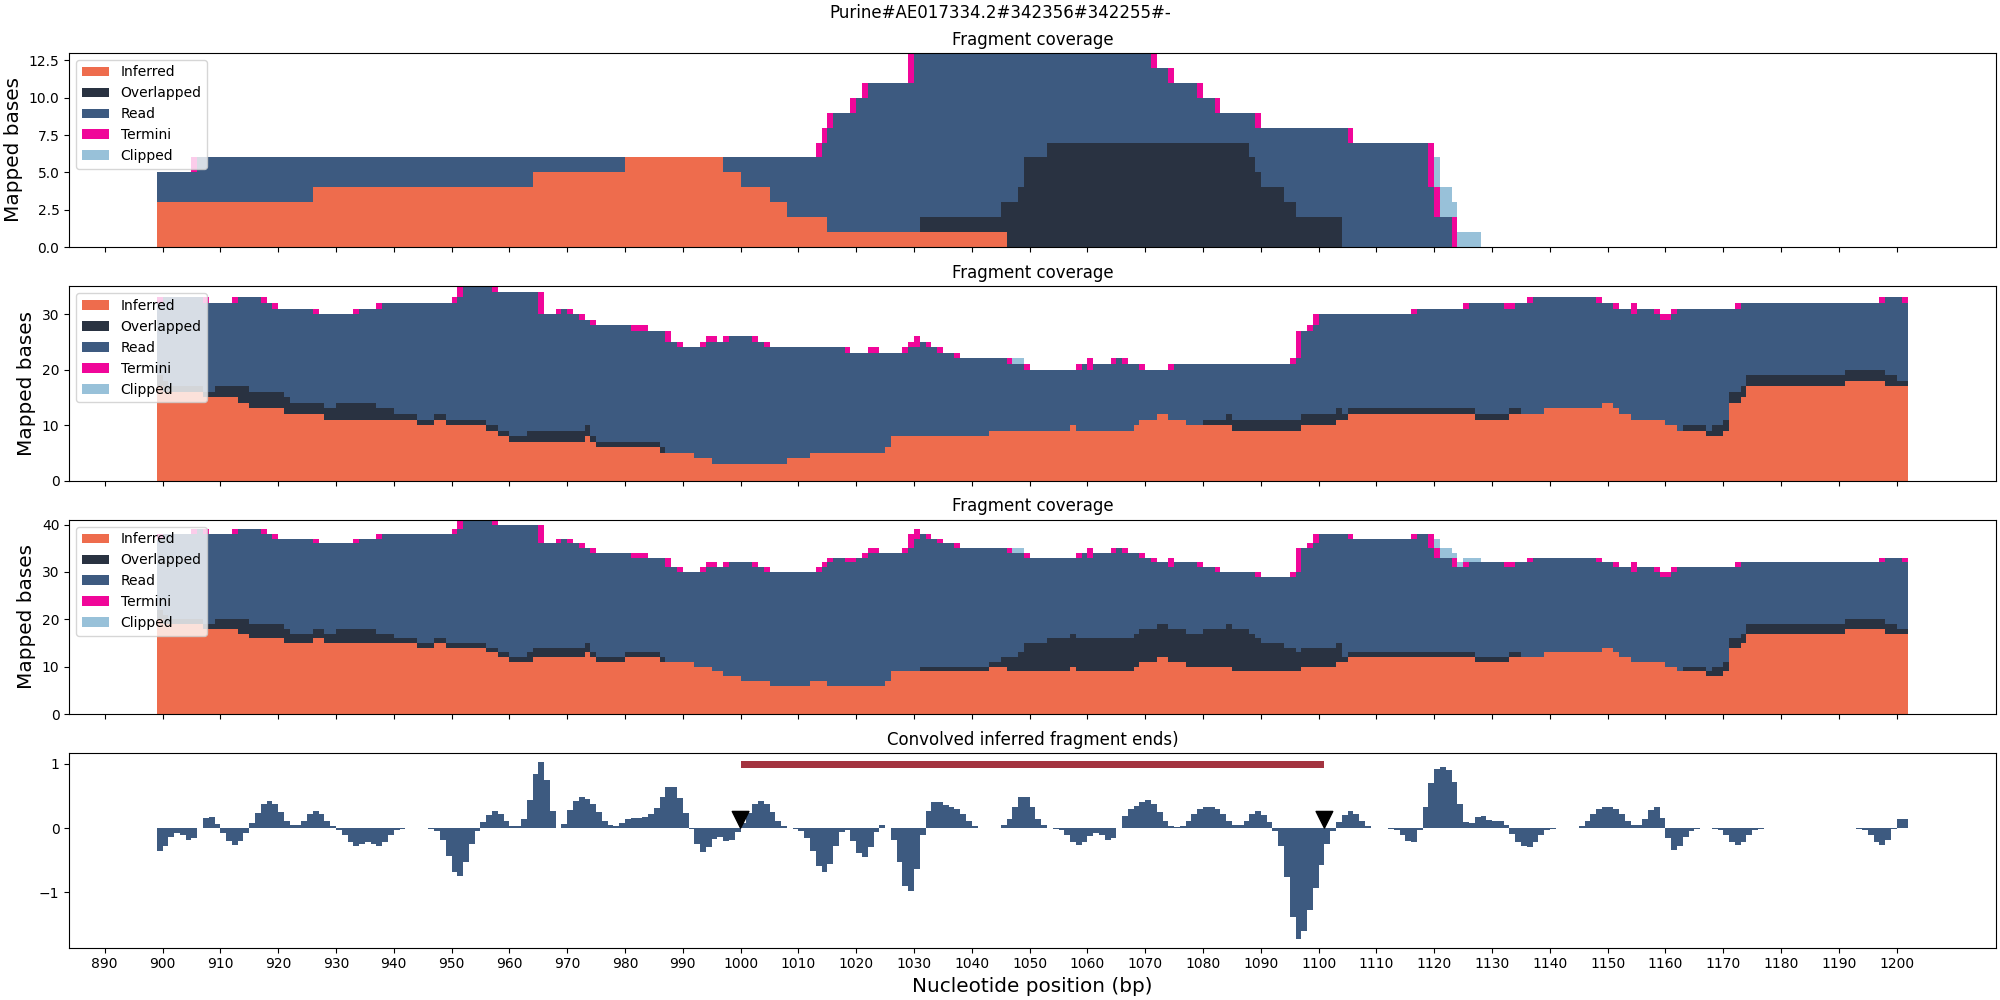 Purine#AE017334.2#342356#342255#-
Fragment coverage
Mapped bases
12.5
10.0
7.5
5.0
2.5
0.0
Inferred
Overlapped
Read
Termini
Clipped
Fragment coverage
Mapped bases
30
20
10
0
Inferred
Overlapped
Read
Termini
Clipped
Fragment coverage
Mapped bases
40
30
20
10
0
Inferred
Overlapped
Read
Termini
Clipped
Convolved inferred fragment ends)
1
0
−1
890 900 910 920 930 940 950 960 970 980 990 1000 1010 1020 1030 1040 1050 1060 1070 1080 1090 1100 1110 1120 1130 1140 1150 1160 1170 1180 1190 1200
Nucleotide position (bp)